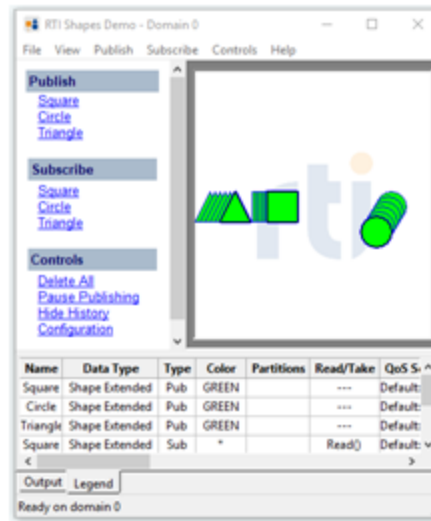 RTI Shapes Demo - Domain 0
File View Publish Subscribe Controls Help
Publish
Square
Circle
Triangle
Subscribe
Square
Circle
Triangle
Controls
Delete All
Pause Publishing
Hide History
Configuration
rti
Name Data Type Type Color Partitions Read/Take QoS S
Square Shape Extended Pub GREEN --- Default:
Circle Shape Extended Pub GREEN --- Default:
Triangle Shape Extended Pub GREEN --- Default:
Square Shape Extended Sub * Read() Default:
Output Legend
Ready on domain 0